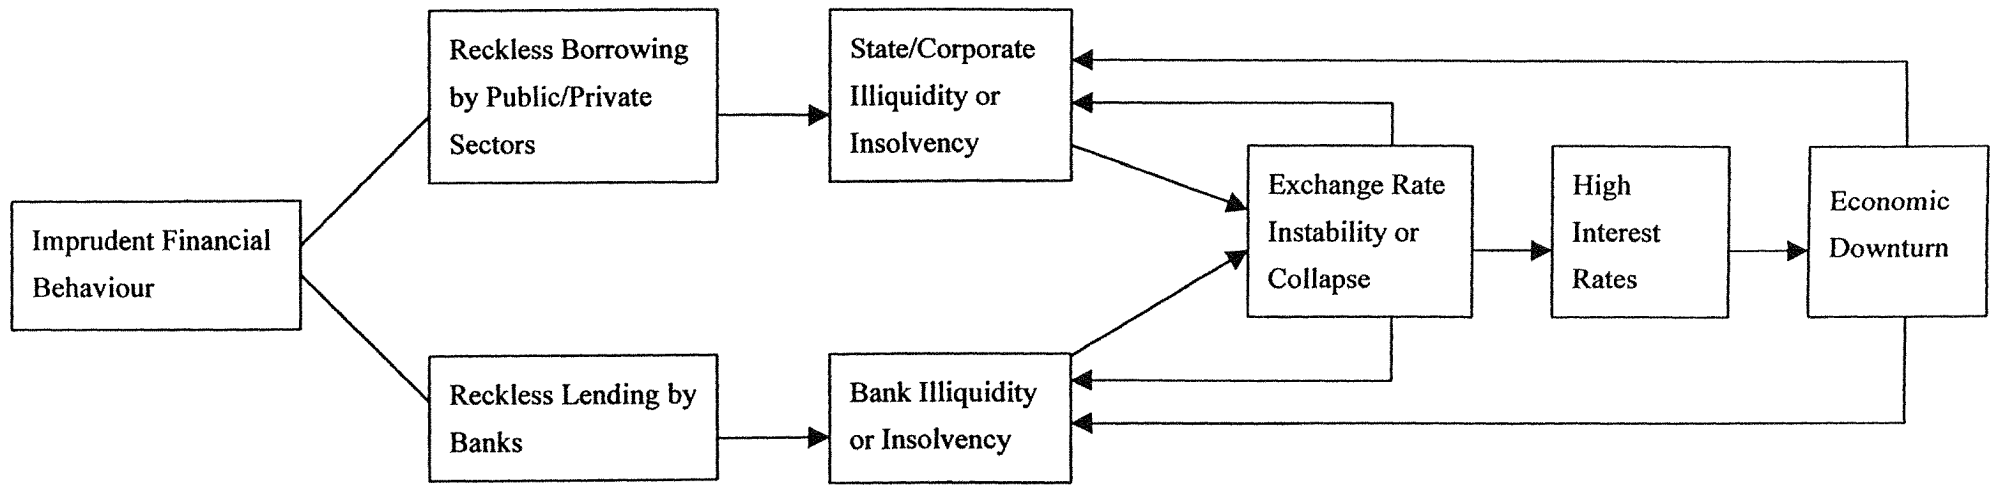 Imprudent Financial
Behaviour
Reckless Borrowing
by Public/Private
Sectors
Reckless Lending by
Banks
State/Corporate
Illiquidity or
Insolvency
Bank Illiquidity
or Insolvency
Exchange Rate
Instability or
Collapse
High
Interest
Rates
Economic
Downturn